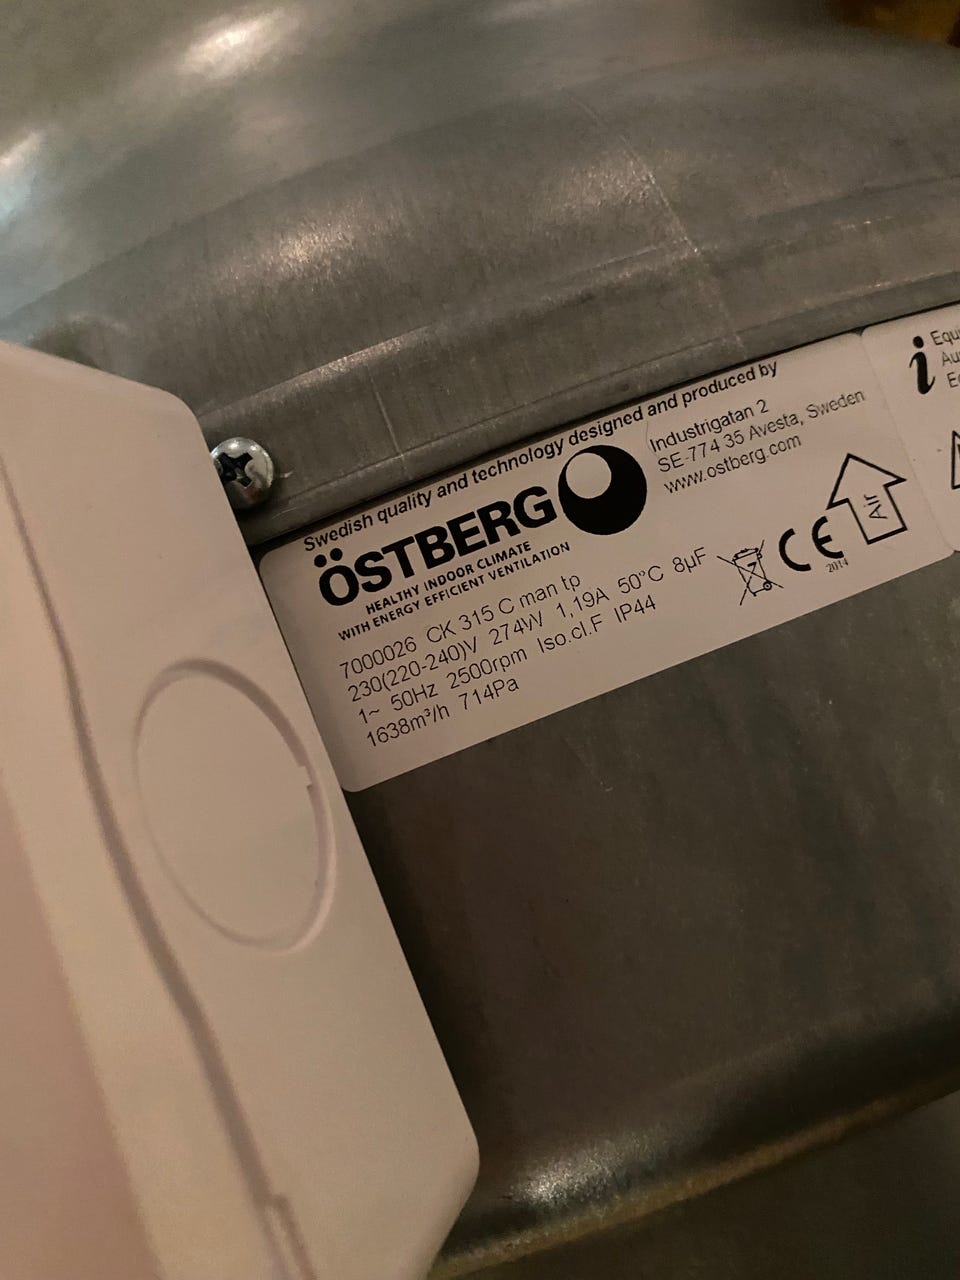 Swedish quality and technology designed and produced by
ÖSTBERG
HEALTHY INDOOR CLIMATE
WITH ENERGY EFFICIENT VENTILATION
Industrigatan 2
SE-774 35 Avesta, Sweden
www.ostberg.com
7000026 CK 315 C man tp
230(220-240)V 274W 1,19A 50°C 8µF
1~ 50Hz 2500rpm Iso.cl.F IP44
1638m³/h 714Pa
CE
2014
Air
i